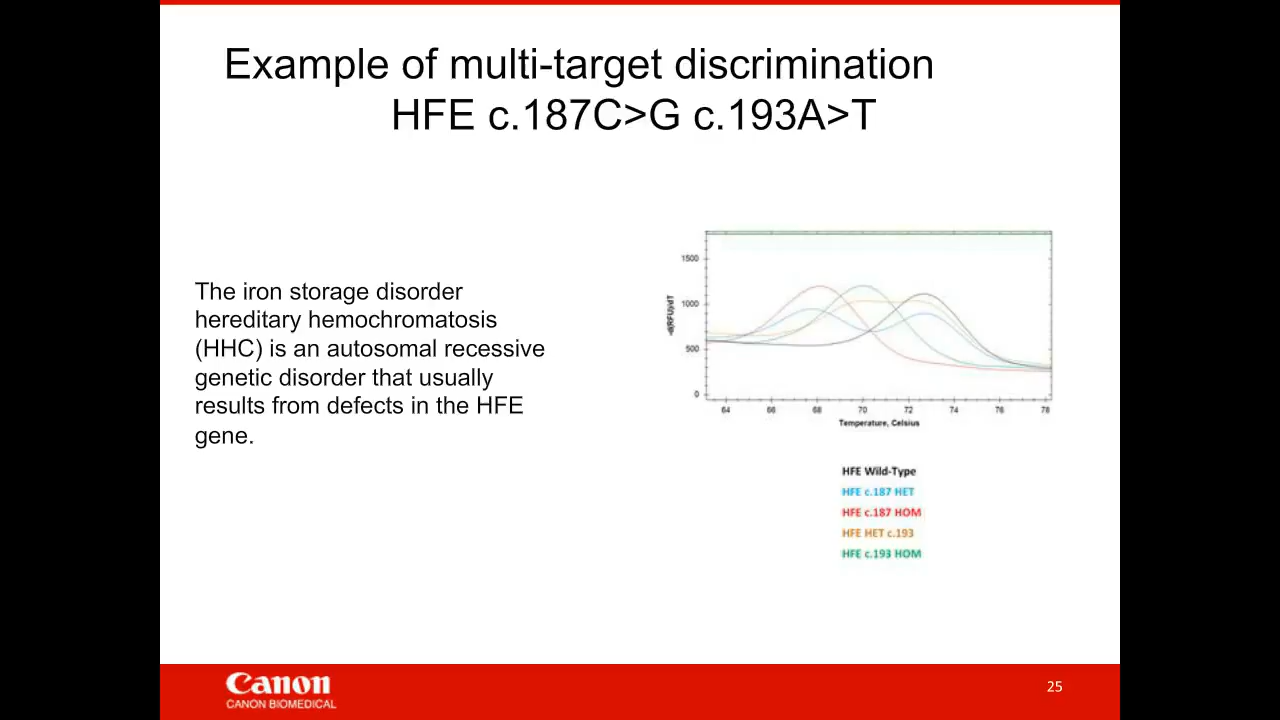 Example of multi-target discrimination
HFE c.187C>G c.193A>T
The iron storage disorder
hereditary hemochromatosis
(HHC) is an autosomal recessive
genetic disorder that usually
results from defects in the HFE
gene.
1500
1000
500
0
-d(RFU)/dT
64 66 68 70 72 74 76 78
Temperature, Celsius
HFE Wild-Type
HFE c.187 HET
HFE c.187 HOM
HFE HET c.193
HFE c.193 HOM
Canon
CANON BIOMEDICAL
25